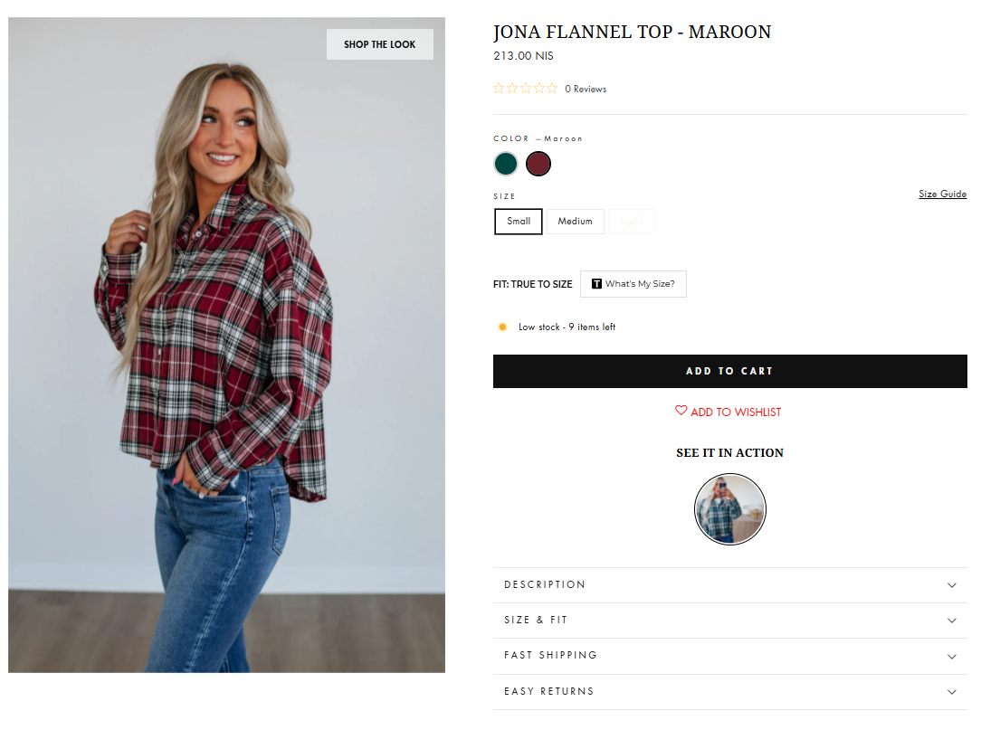 SHOP THE LOOK
JONA FLANNEL TOP - MAROON
213.00 NIS
0 Reviews
COLOR —Maroon
SIZE
Size Guide
Small
Medium
FIT: TRUE TO SIZE
T What's My Size?
Low stock - 9 items left
ADD TO CART
ADD TO WISHLIST
SEE IT IN ACTION
DESCRIPTION
SIZE & FIT
FAST SHIPPING
EASY RETURNS